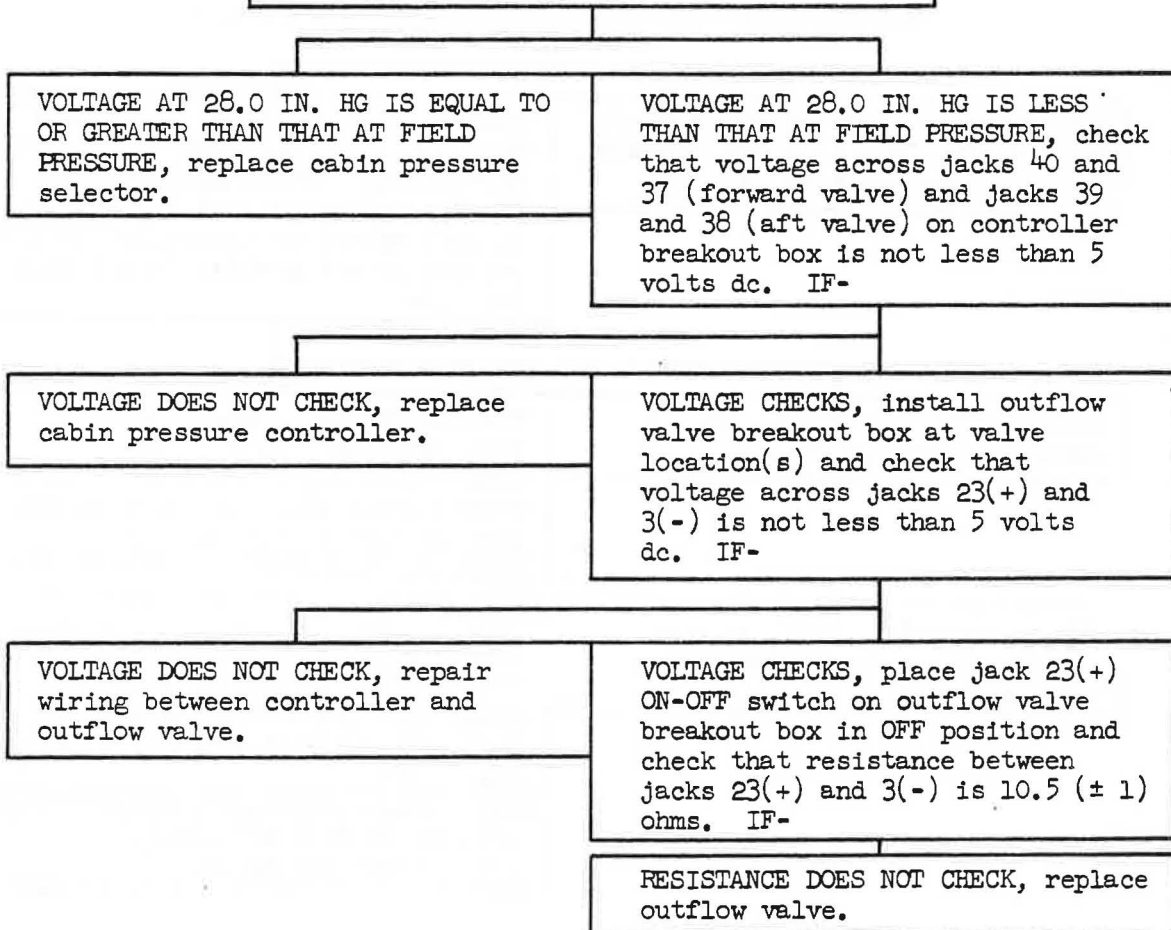 VOLTAGE AT 28.0 IN. HG IS EQUAL TO
OR GREATER THAN THAT AT FIELD
PRESSURE, replace cabin pressure
selector.
VOLTAGE AT 28.0 IN. HG IS LESS
THAN THAT AT FIELD PRESSURE, check
that voltage across jacks 40 and
37 (forward valve) and jacks 39
and 38 (aft valve) on controller
breakout box is not less than 5
volts dc. IF-
VOLTAGE DOES NOT CHECK, replace
cabin pressure controller.
VOLTAGE CHECKS, install outflow
valve breakout box at valve
location(s) and check that
voltage across jacks 23(+) and
3(-) is not less than 5 volts
dc. IF-
VOLTAGE DOES NOT CHECK, repair
wiring between controller and
outflow valve.
VOLTAGE CHECKS, place jack 23(+)
ON-OFF switch on outflow valve
breakout box in OFF position and
check that resistance between
jacks 23(+) and 3(-) is 10.5 (± 1)
ohms. IF-
RESISTANCE DOES NOT CHECK, replace
outflow valve.